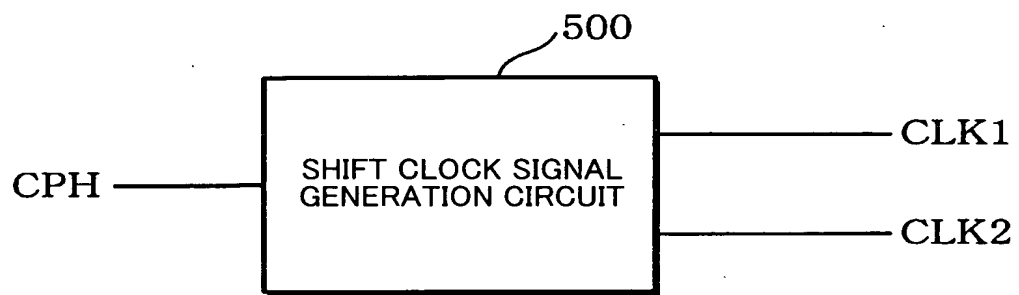 500
CPH
SHIFT CLOCK SIGNAL
GENERATION CIRCUIT
CLK1
CLK2